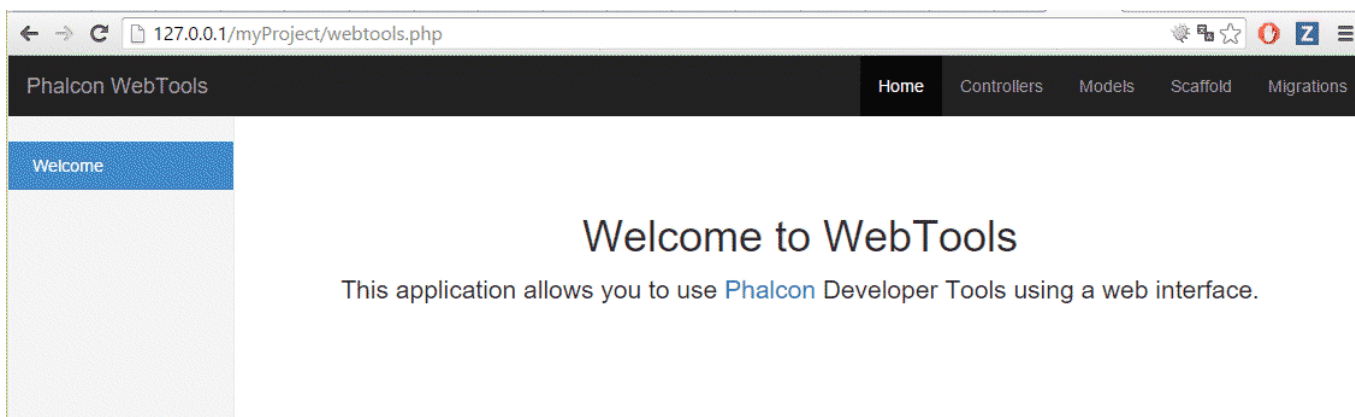 127.0.0.1/myProject/webtools.php
Z
Phalcon WebTools Home Controllers Models Scaffold Migrations
Welcome
Welcome to WebTools
This application allows you to use Phalcon Developer Tools using a web interface.